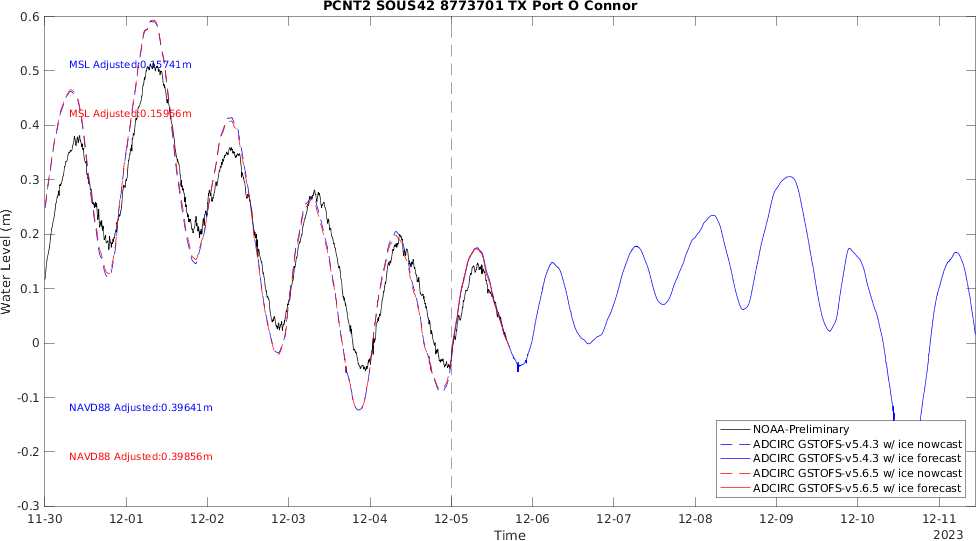 PCNT2 SOUS42 8773701 TX Port O Connor
Water Level (m)
0.6
0.5
0.4
0.3
0.2
0.1
0
-0.1
-0.2
-0.3
MSL Adjusted:0.15741m
MSL Adjusted:0.15956m
NAVD88 Adjusted:0.39641m
NAVD88 Adjusted:0.39856m
NOAA-Preliminary
ADCIRC GSTOFS-v5.4.3 w/ ice nowcast
ADCIRC GSTOFS-v5.4.3 w/ ice forecast
ADCIRC GSTOFS-v5.6.5 w/ ice nowcast
ADCIRC GSTOFS-v5.6.5 w/ ice forecast
11-30 12-01 12-02 12-03 12-04 12-05 12-06 12-07 12-08 12-09 12-10 12-11
Time
2023